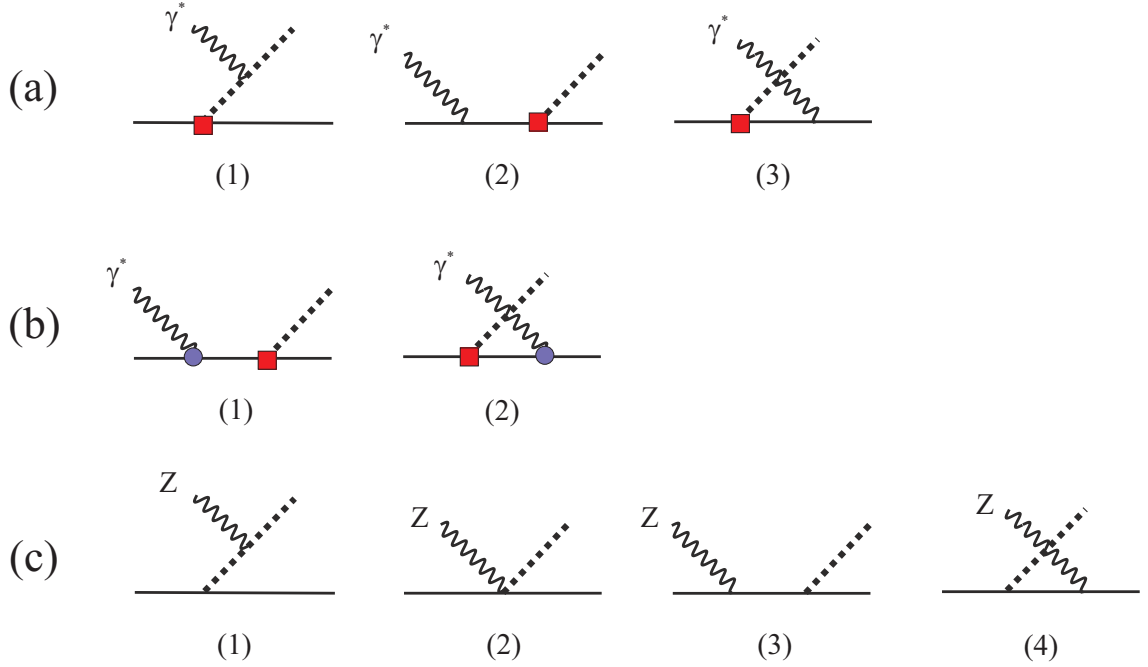 (a)
γ* γ* γ*
(1) (2) (3)
(b)
γ* γ*
(1) (2)
(c)
Z Z Z Z
(1) (2) (3) (4)